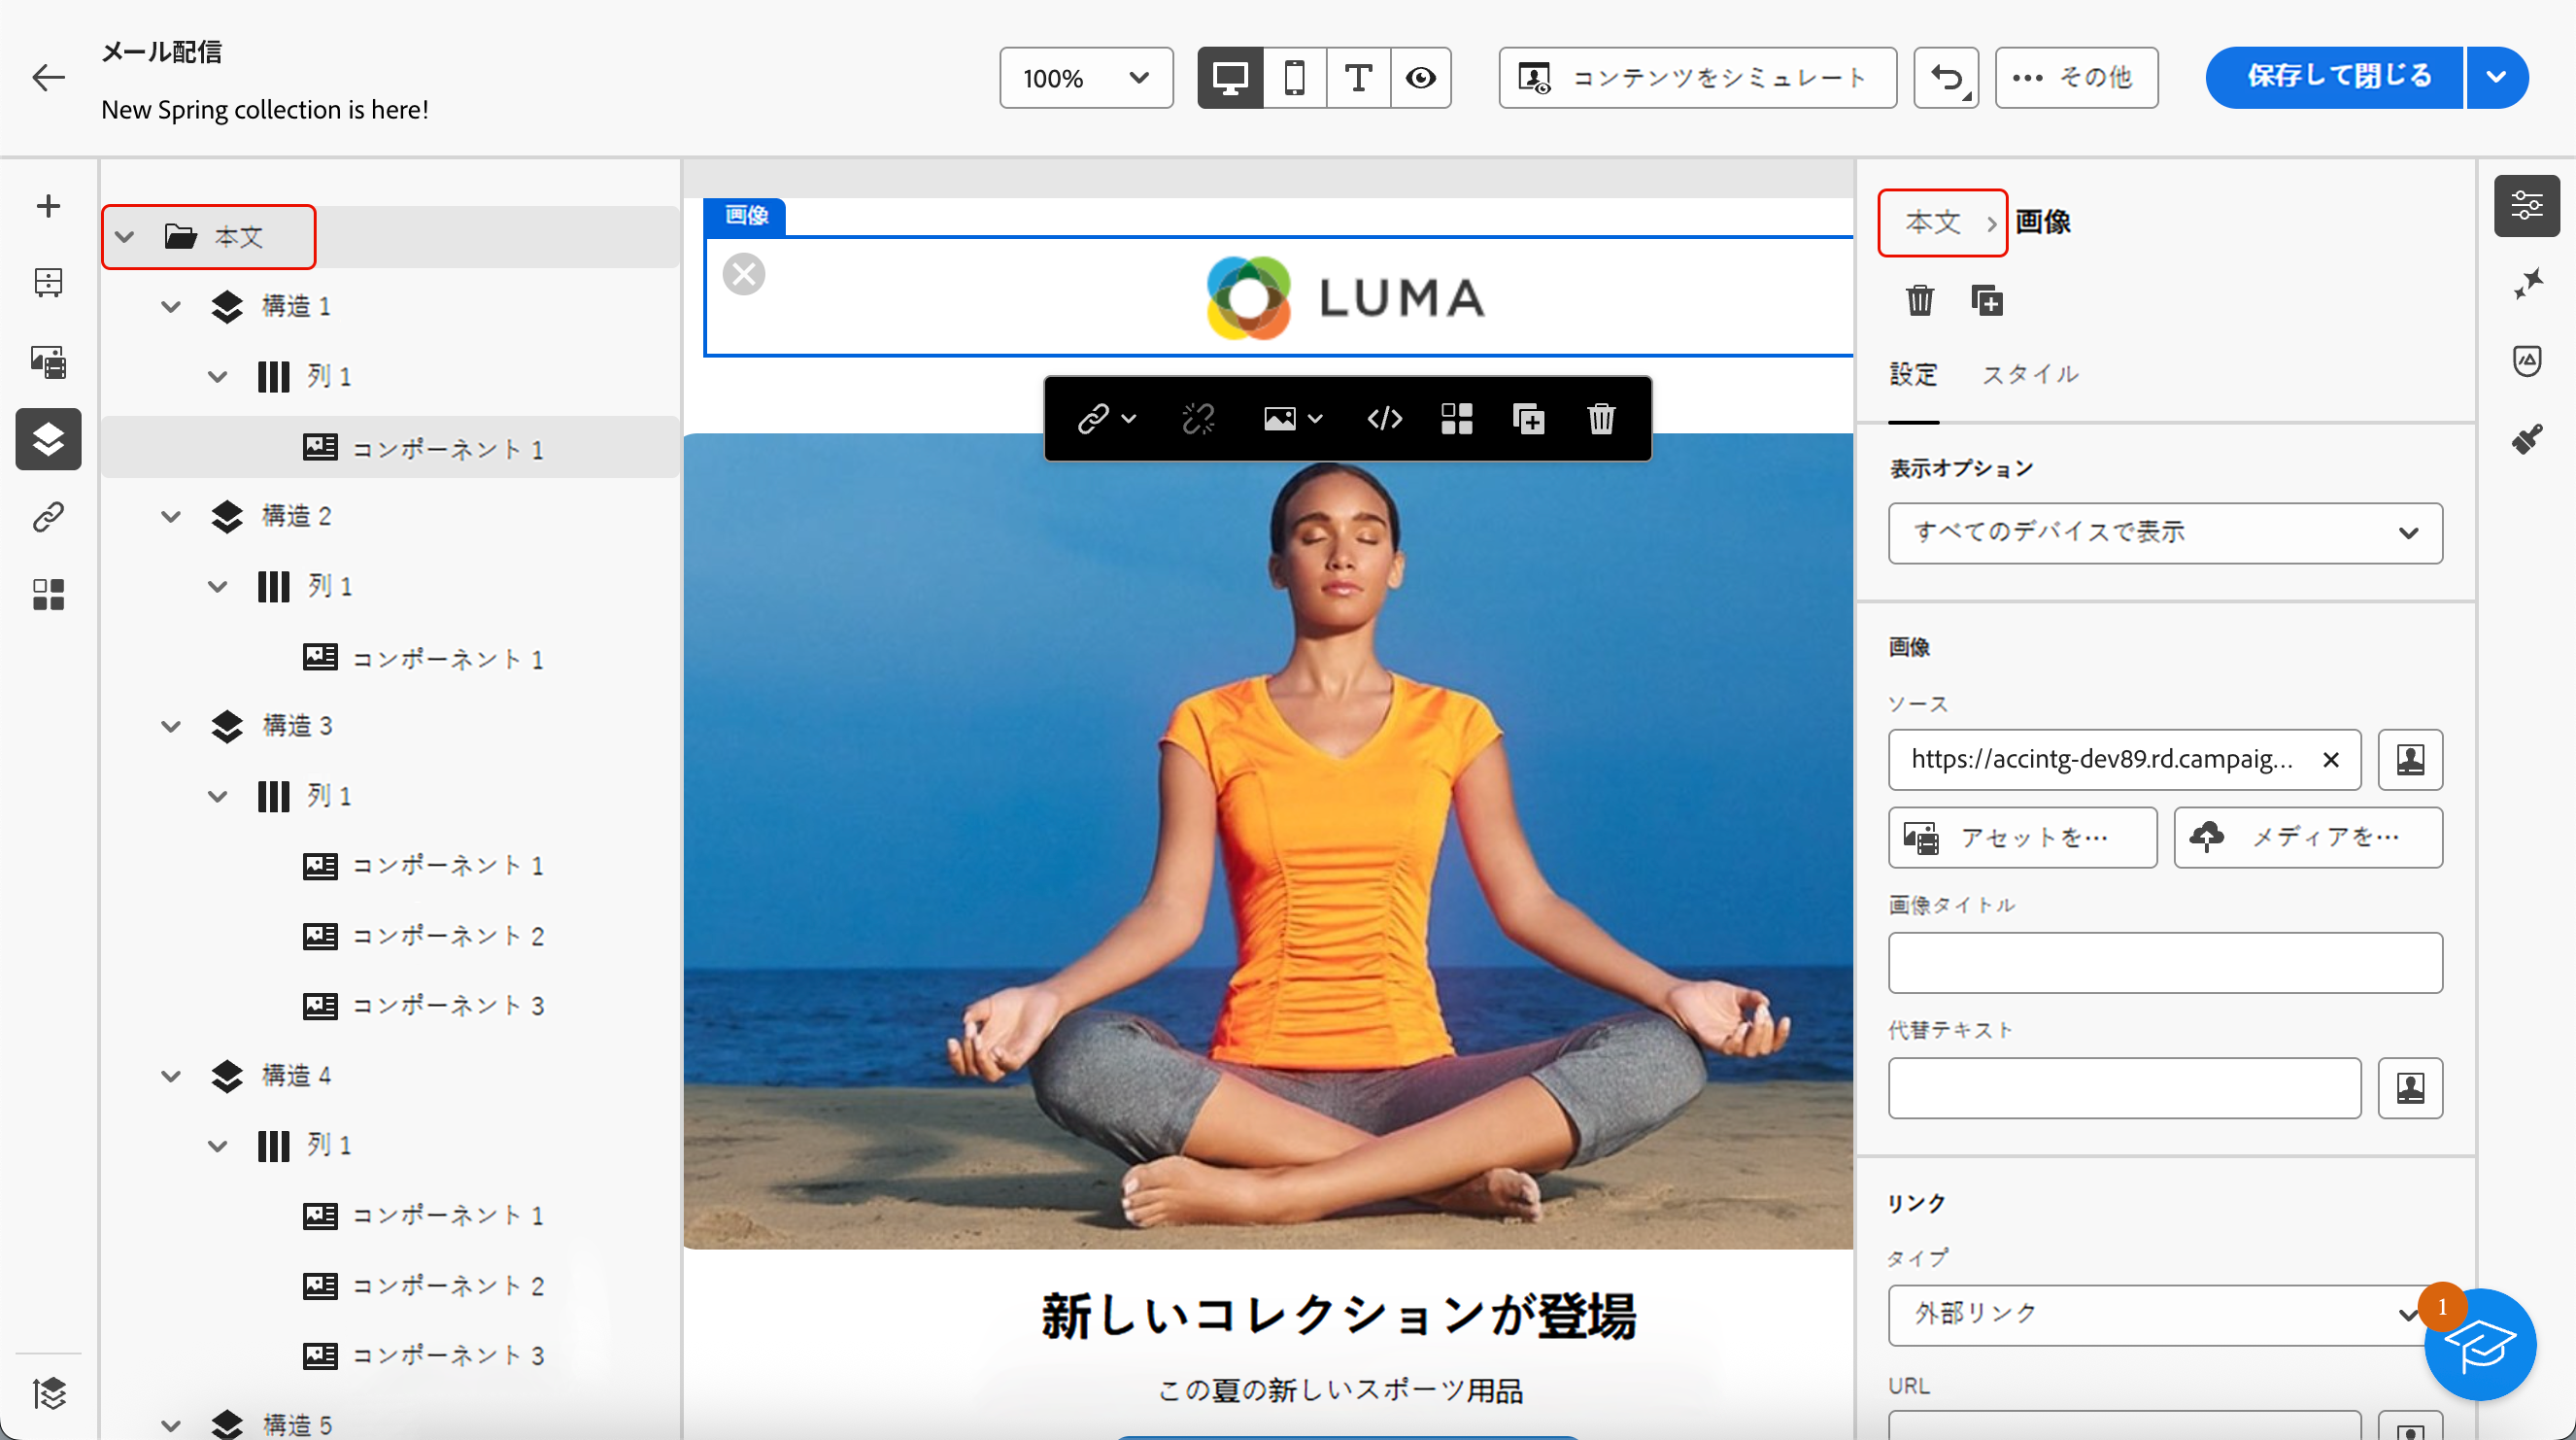 メール配信
New Spring collection is here!
100%
コンテンツをシミュレート
その他
保存して閉じる
本文
構造 1
列 1
コンポーネント 1
構造 2
列 1
コンポーネント 1
構造 3
列 1
コンポーネント 1
コンポーネント 2
コンポーネント 3
構造 4
列 1
コンポーネント 1
コンポーネント 2
コンポーネント 3
構造 5
画像
LUMA
新しいコレクションが登場
この夏の新しいスポーツ用品
本文 > 画像
設定 スタイル
表示オプション
すべてのデバイスで表示
画像
ソース
https://accintg-dev89.rd.campaig...
アセットを… メディアを…
画像タイトル
代替テキスト
リンク
タイプ
外部リンク
1
URL